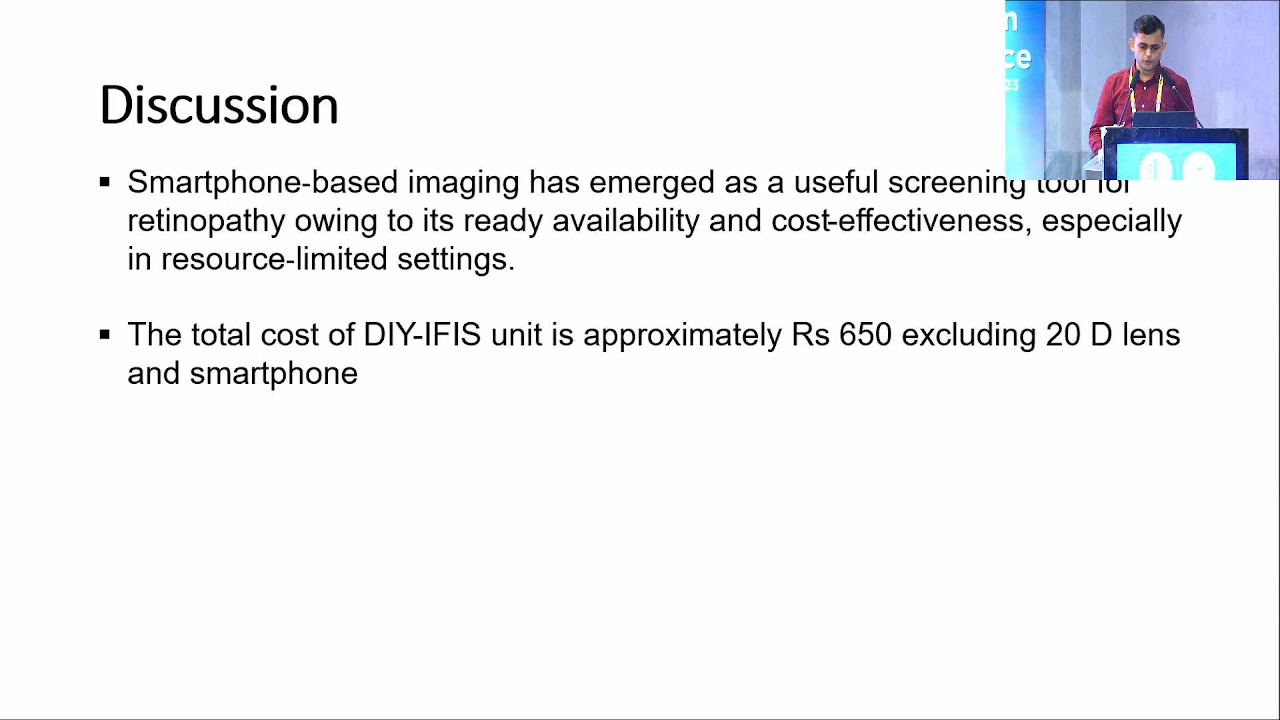 n
ce
23
Discussion
▪ Smartphone-based imaging has emerged as a useful screening tool for
retinopathy owing to its ready availability and cost-effectiveness, especially
in resource-limited settings.
▪ The total cost of DIY-IFIS unit is approximately Rs 650 excluding 20 D lens
and smartphone